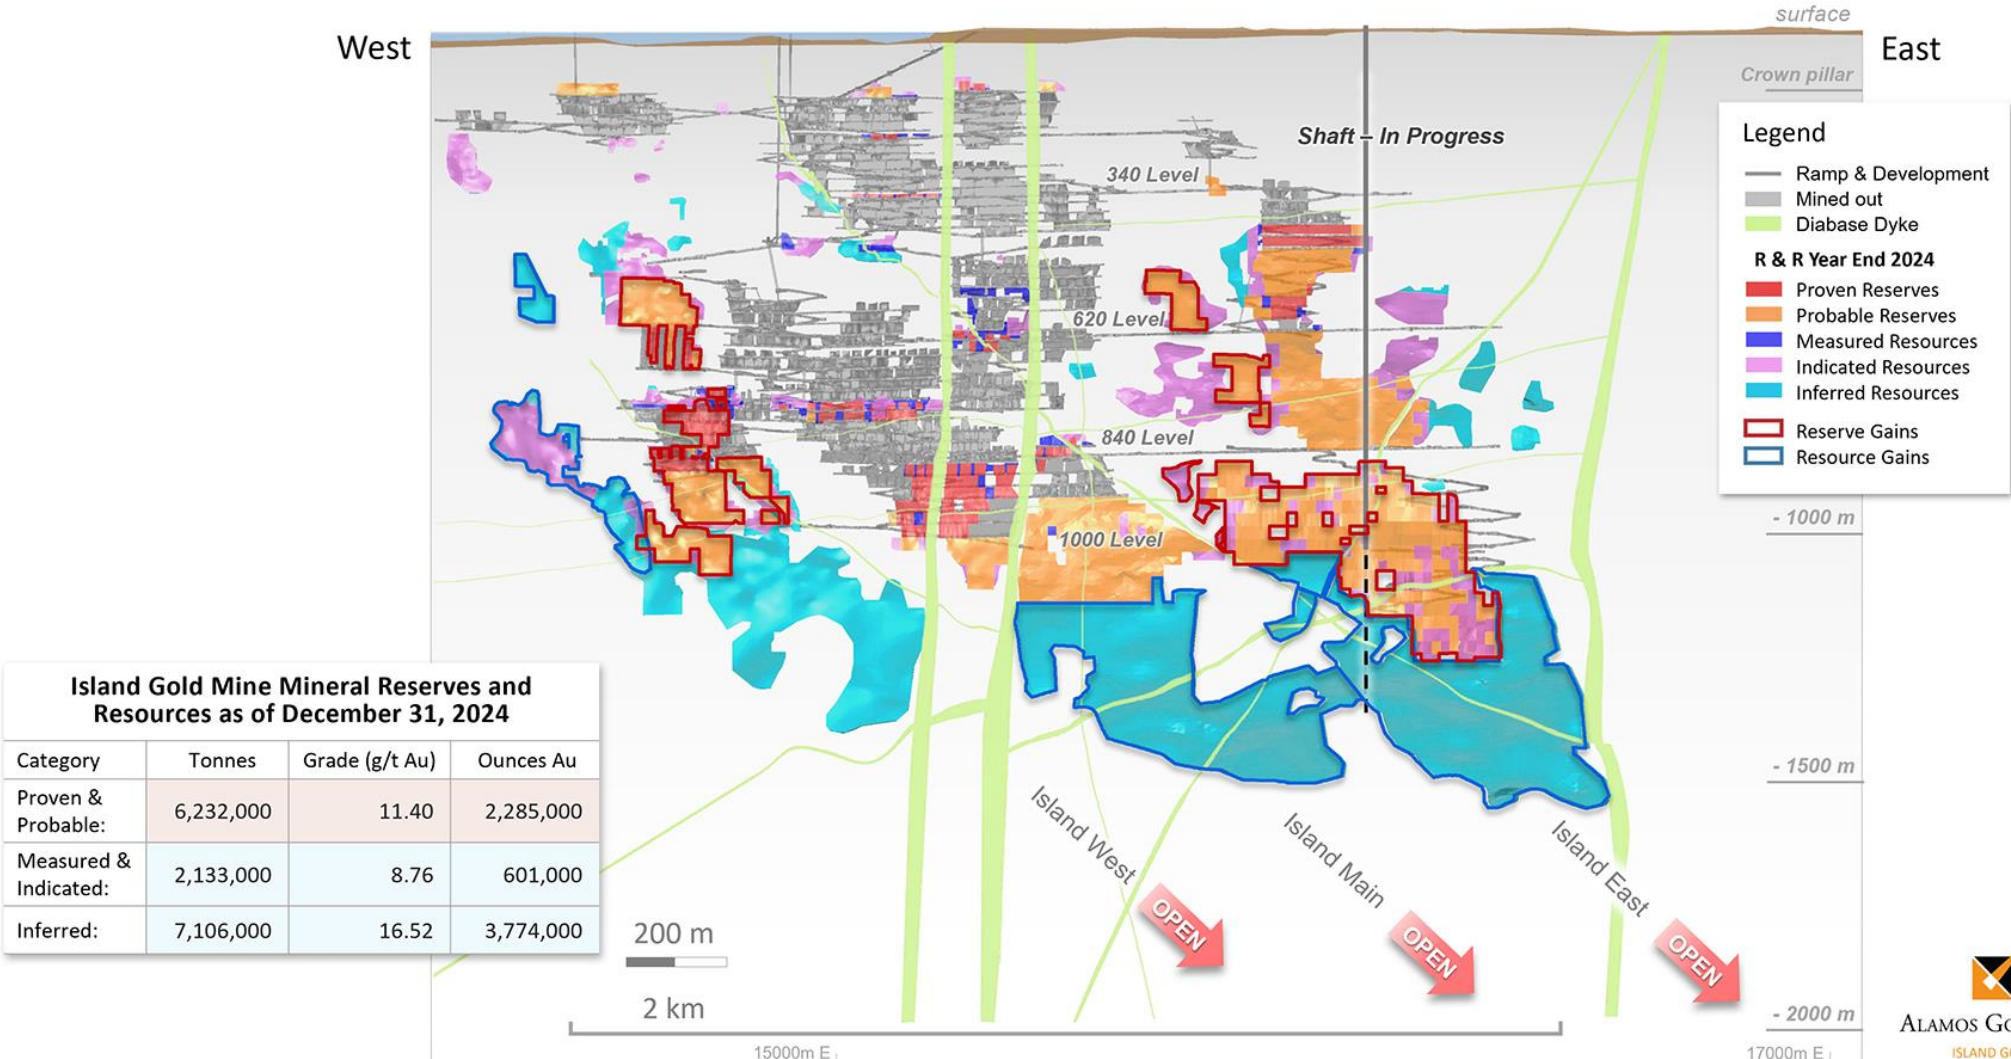 surface
West
East
Crown pillar
Shaft – In Progress
340 Level
620 Level
840 Level
1000 Level
Legend
Ramp & Development
Mined out
Diabase Dyke
R & R Year End 2024
Proven Reserves
Probable Reserves
Measured Resources
Indicated Resources
Inferred Resources
Reserve Gains
Resource Gains
- 1000 m
- 1500 m
- 2000 m
Island Gold Mine Mineral Reserves and
Resources as of December 31, 2024
Category Tonnes Grade (g/t Au) Ounces Au
Proven &
Probable: 6,232,000 11.40 2,285,000
Measured &
Indicated: 2,133,000 8.76 601,000
Inferred: 7,106,000 16.52 3,774,000
Island West
Island Main
Island East
OPEN
OPEN
OPEN
200 m
2 km
15000m E
17000m E
ALAMOS
ISLAND